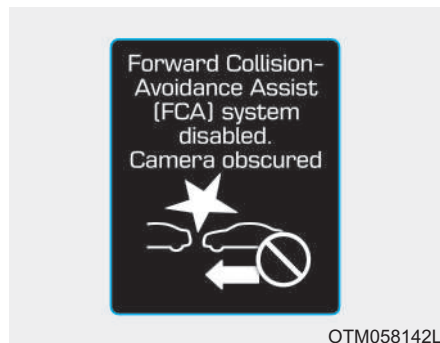 Forward Collision-
Avoidance Assist
(FCA) system
disabled.
Camera obscured
OTM058142L